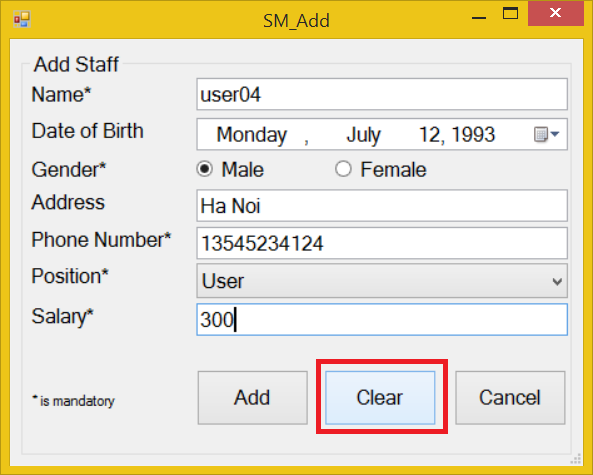 SM_Add
Add Staff
Name* user04
Date of Birth Monday , July 12, 1993
Gender* Male Female
Address Ha Noi
Phone Number* 13545234124
Position* User
Salary* 300
* is mandatory Add Clear Cancel